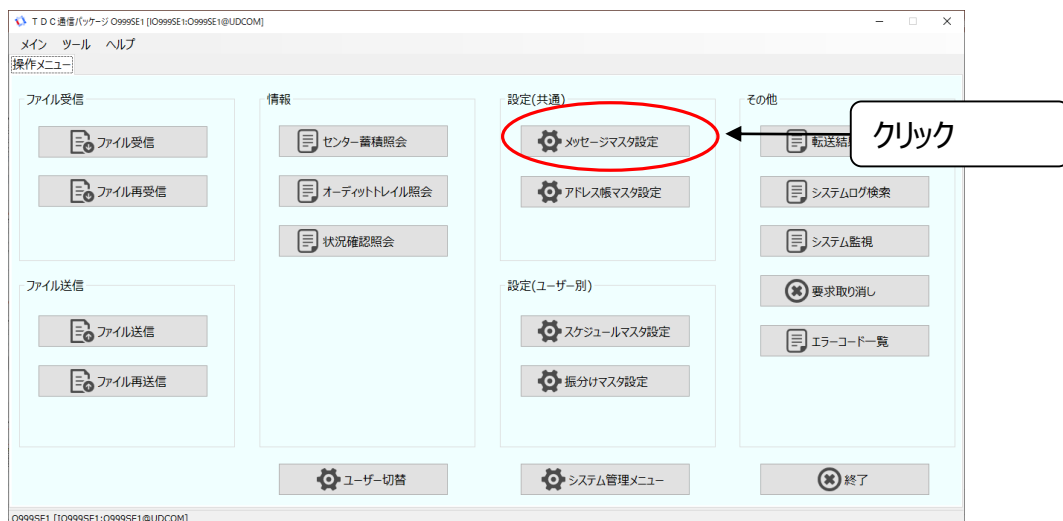 TDC通信パッケージ O999SE1 [IO999SE1:O999SE1@UDCOM]
メイン ツール ヘルプ
操作メニュー
ファイル受信
ファイル受信
ファイル再受信
ファイル送信
ファイル送信
ファイル再送信
情報
センター蓄積照会
オーディットトレイル照会
状況確認照会
設定(共通)
メッセージマスタ設定
アドレス帳マスタ設定
設定(ユーザー別)
スケジュールマスタ設定
振分けマスタ設定
その他
転送結
クリック
システムログ検索
システム監視
要求取り消し
エラーコード一覧
ユーザー切替
システム管理メニュー
終了
O999SE1 [IO999SE1:O999SE1@UDCOM]